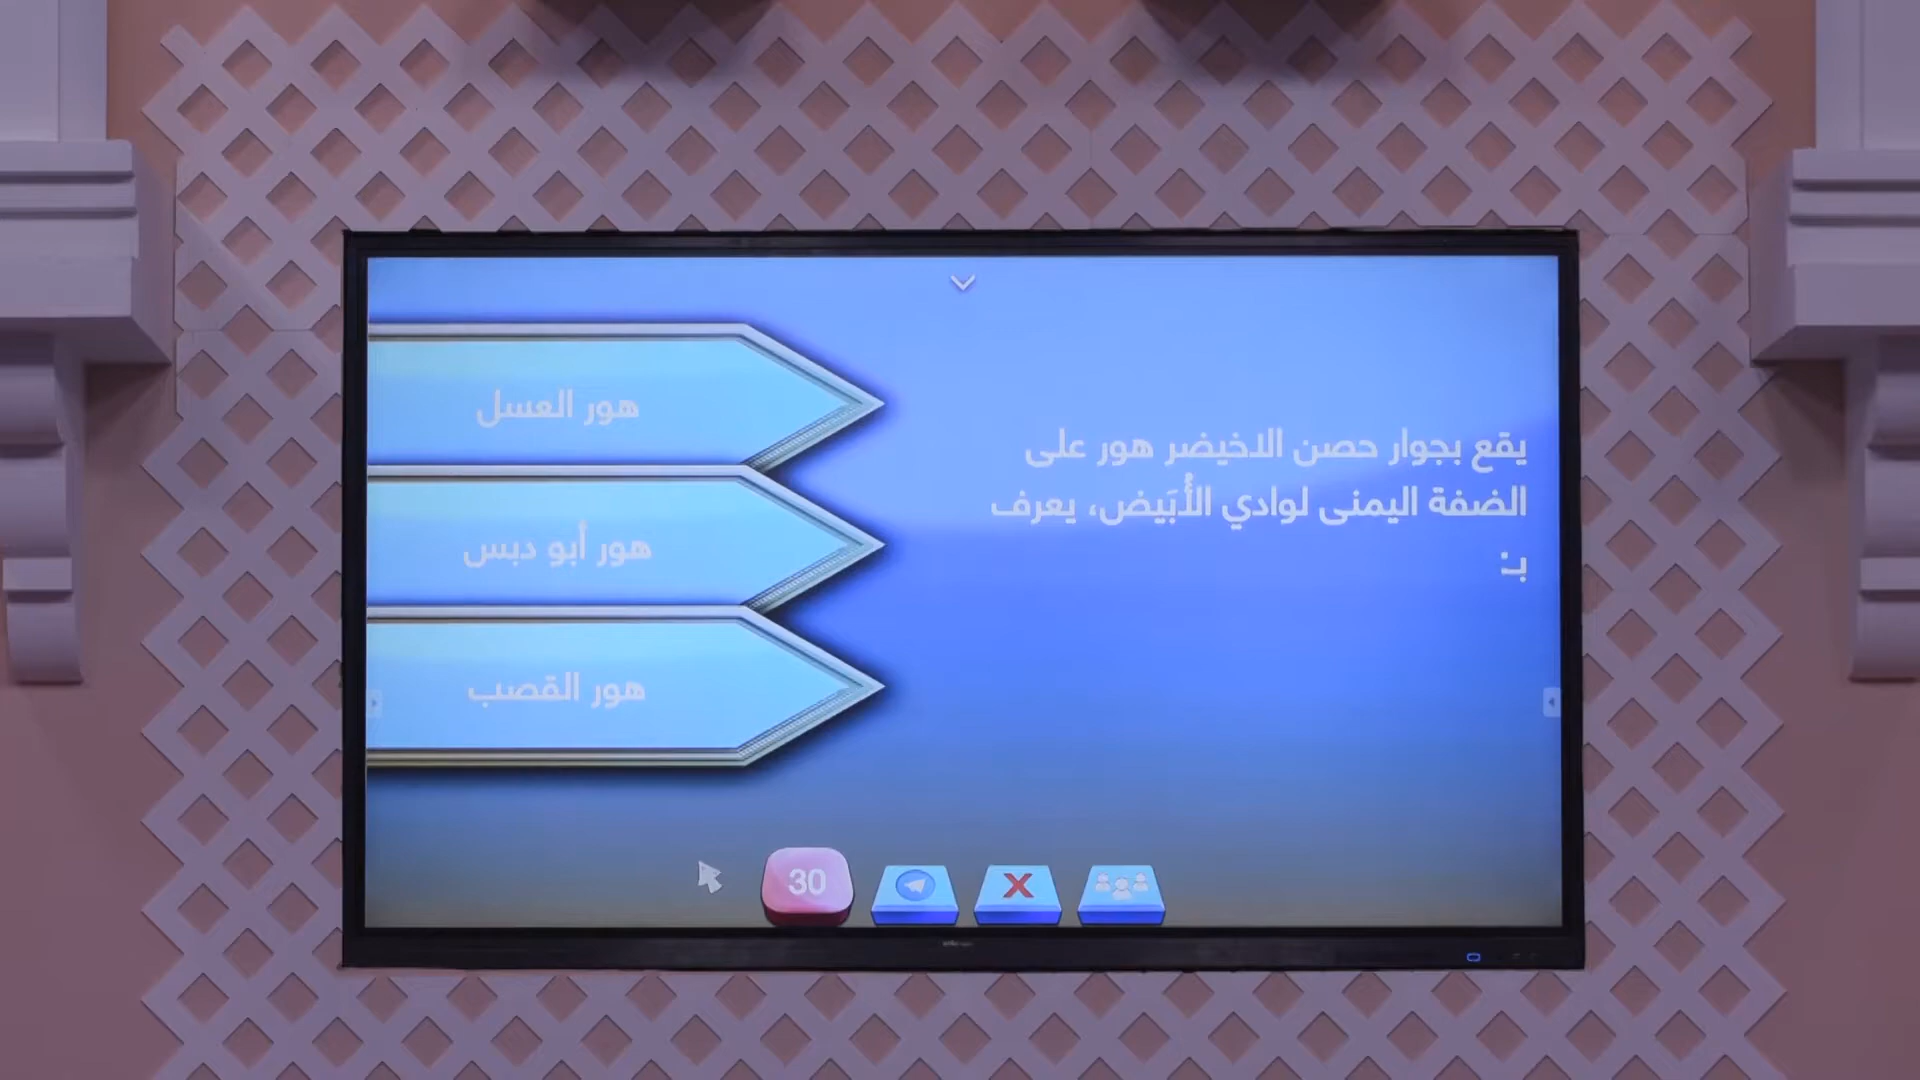 يقع بجوار حصن الاخيضر هور على
الضفة اليمنى لوادي الأُبَيض، يعرف
بـ:
هور العسل
هور أبو دبس
هور القصب
30
X